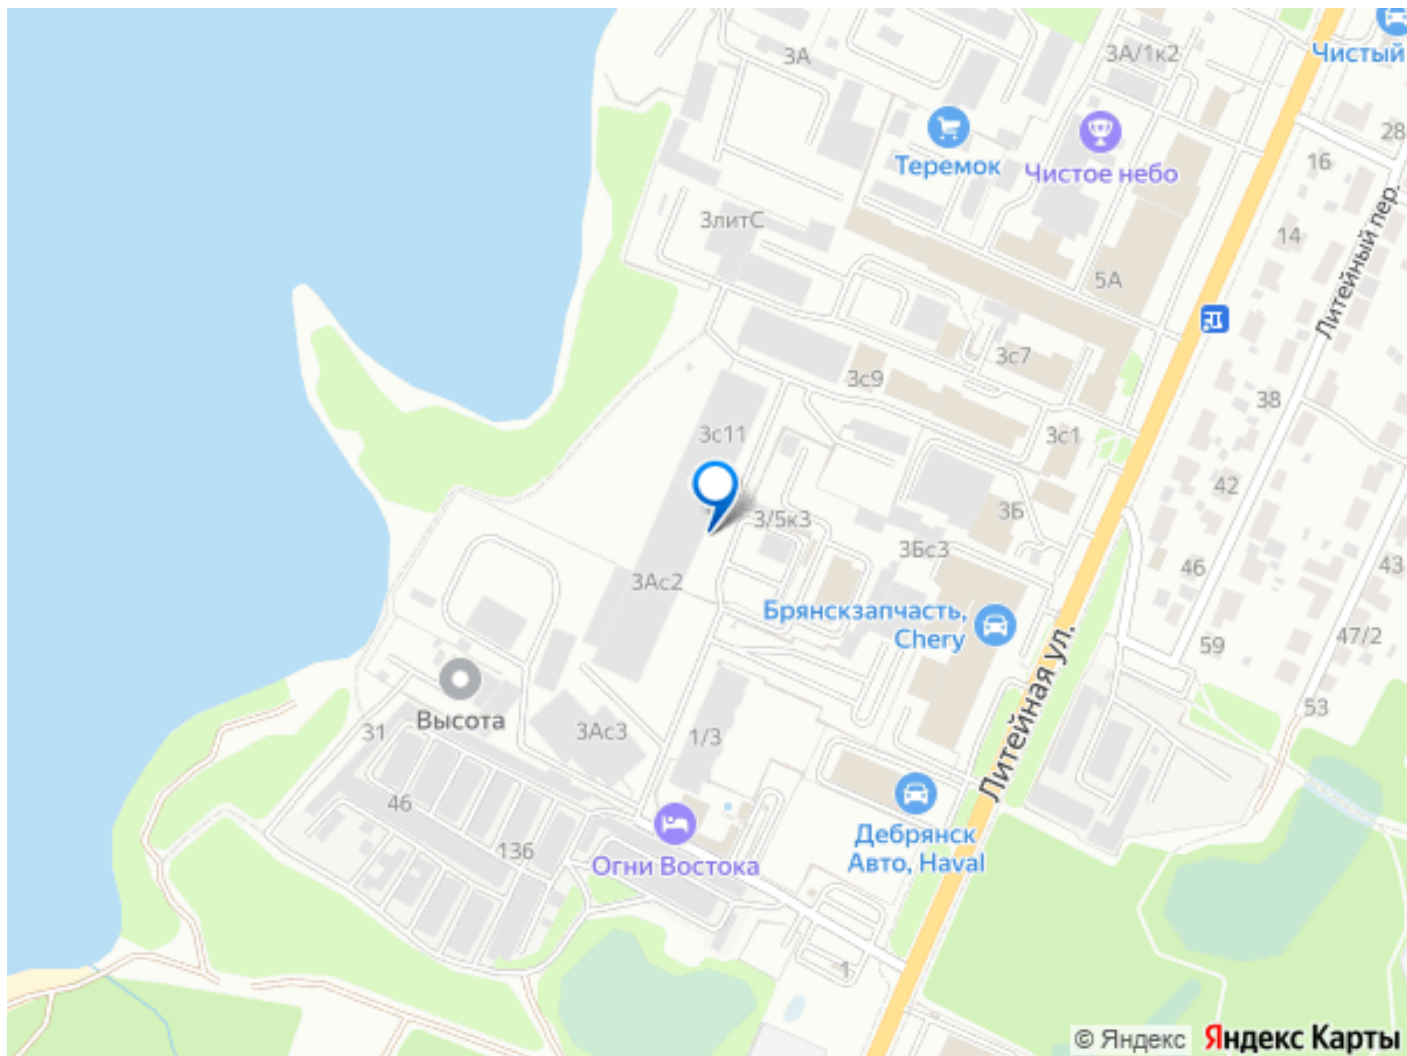 3А
3А/1к2
Чистый
Теремок
Чистое небо
28
16
Литейный пер.
3литС
14
5А
3с7
3с9
38
3с11
3с1
42
3/5к3
3Б
3Бс3
46
43
3Ас2
Брянскзапчасть,
Chery
59
47/2
Литейная ул.
Высота
31
3Ас3
1/3
53
46
136
Огни Востока
Дебрянск
Авто, Haval
1
© Яндекс Яндекс Карты